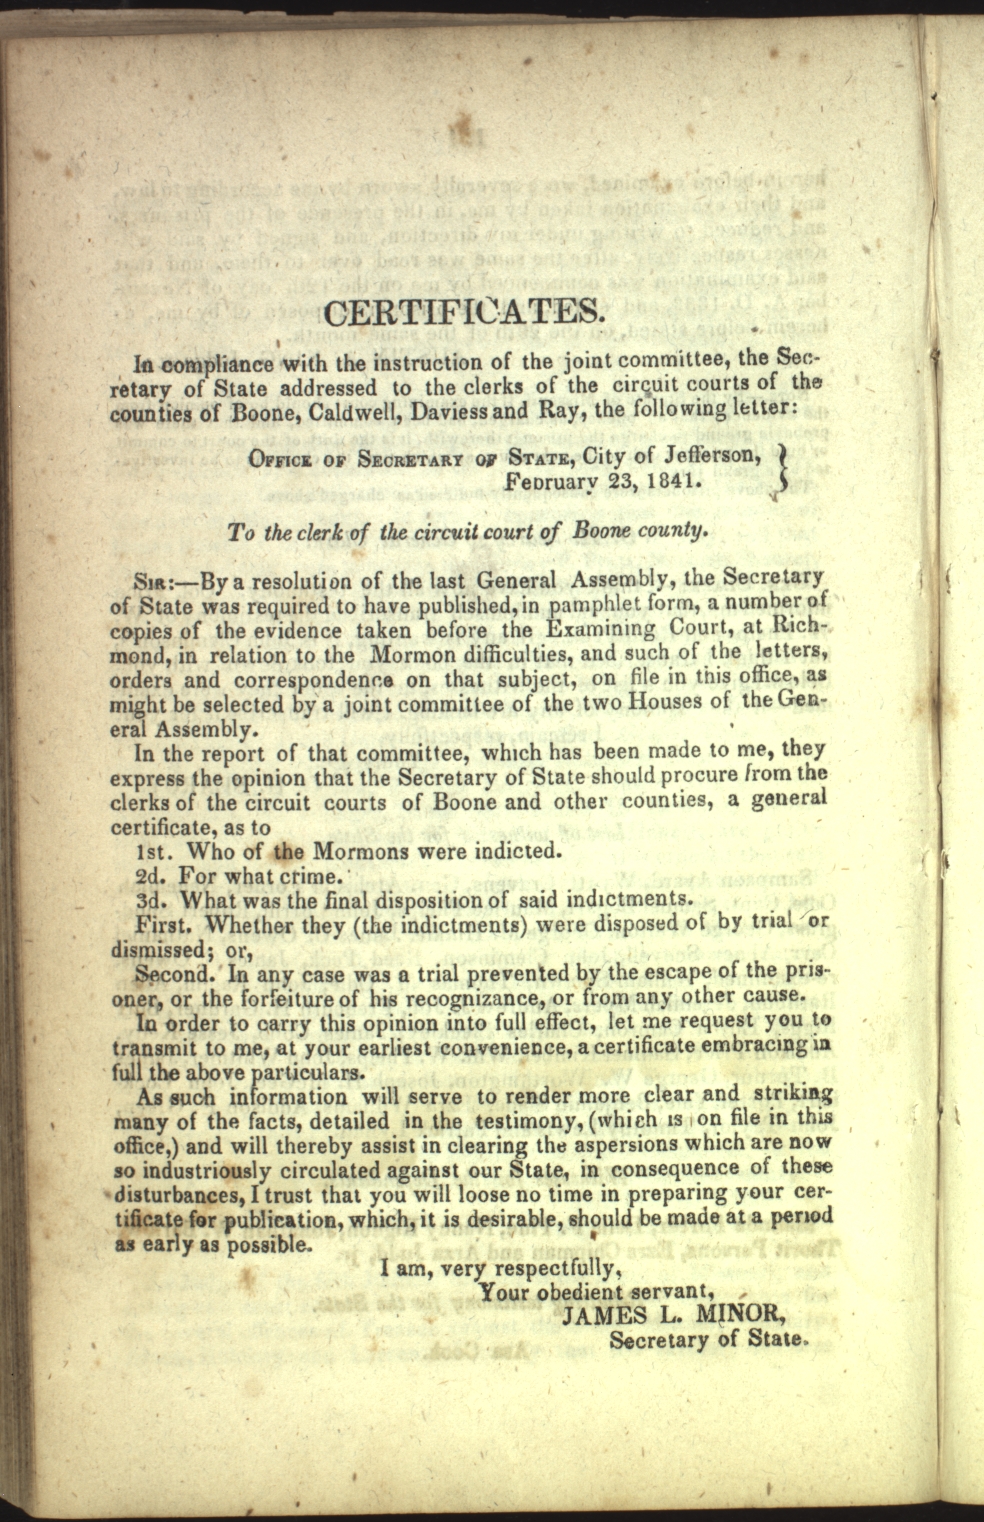 CERTIFICATES.
In compliance with the instruction of the joint committee, the Sec-
retary of State addressed to the clerks of the circuit courts of the
counties of Boone, Caldwell, Daviess and Ray, the following letter:
OFFICE OF SECRETARY OF STATE, City of Jefferson, }
February 23, 1841.
To the clerk of the circuit court of Boone county.
SIR:—By a resolution of the last General Assembly, the Secretary
of State was required to have published, in pamphlet form, a number of
copies of the evidence taken before the Examining Court, at Rich-
mond, in relation to the Mormon difficulties, and such of the letters,
orders and correspondence on that subject, on file in this office, as
might be selected by a joint committee of the two Houses of the Gen-
eral Assembly.
In the report of that committee, which has been made to me, they
express the opinion that the Secretary of State should procure from the
clerks of the circuit courts of Boone and other counties, a general
certificate, as to
1st. Who of the Mormons were indicted.
2d. For what crime.
3d. What was the final disposition of said indictments.
First. Whether they (the indictments) were disposed of by trial or
dismissed; or,
Second. In any case was a trial prevented by the escape of the pris-
oner, or the forfeiture of his recognizance, or from any other cause.
In order to carry this opinion into full effect, let me request you to
transmit to me, at your earliest convenience, a certificate embracing in
full the above particulars.
As such information will serve to render more clear and striking
many of the facts, detailed in the testimony, (which is on file in this
office,) and will thereby assist in clearing the aspersions which are now
so industriously circulated against our State, in consequence of these
disturbances, I trust that you will loose no time in preparing your cer-
tificate for publication, which, it is desirable, should be made at a period
as early as possible.
I am, very respectfully,
Your obedient servant,
JAMES L. MINOR,
Secretary of State.